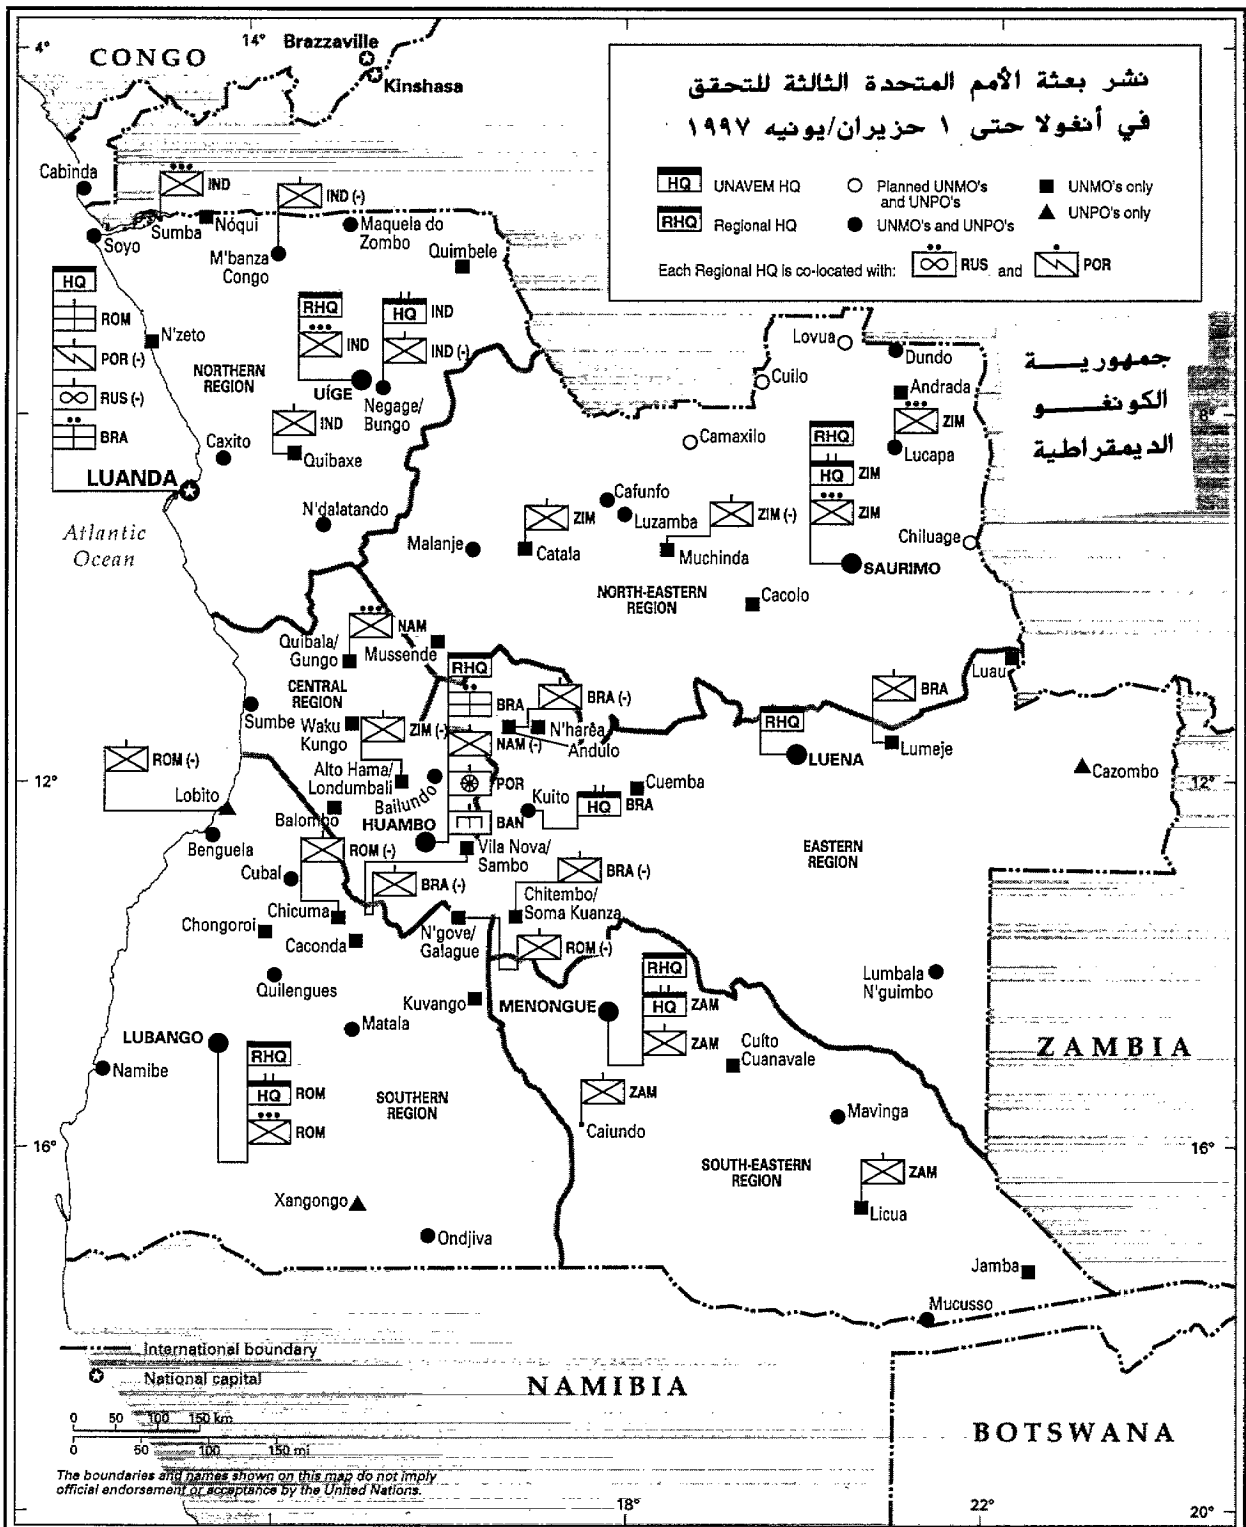 4°
CONGO
14°
Brazzaville
Kinshasa
نشر بعثة الأمم المتحدة الثالثة للتحقق
في أنغولا حتى ١ حزيران/يونيه ١٩٩٧
HQ UNAVEM HQ
Planned UNMO's
and UNPO's
UNMO's only
RHQ Regional HQ
UNMO's and UNPO's
UNPO's only
Each Regional HQ is co-located with: RUS and POR
Cabinda
IND
IND (-)
Soyo
Sumba
Nóqui
M'banza
Congo
Maquela do
Zombo
Quimbele
HQ
ROM
POR (-)
RUS (-)
BRA
N'zeto
NORTHERN
REGION
RHQ
IND
HQ IND
IND (-)
UÍGE
Negage/
Bungo
IND
Quibaxe
Caxito
LUANDA
Atlantic
Ocean
N'dalatando
Lovua
Dundo
Cuilo
Andrada
ZIM
Lucapa
Camaxilo
جمهوريـــــة
الكونغـــــو
الديمقراطية
8°
RHQ
HQ ZIM
ZIM
SAURIMO
Chiluage
Cafunfo
Luzamba
ZIM
Catala
ZIM (-)
Muchinda
Malanje
NORTH-EASTERN
REGION
Cacolo
NAM
Quibala/
Gungo
Mussende
CENTRAL
REGION
Sumbe
Waku
Kungo
ZIM (-)
Alto Hama/
Londumbali
Bailundo
RHQ
BRA
NAM (-)
POR
BAN
BRA (-)
N'harêa
Andulo
Luau
BRA
Lumeje
RHQ
LUENA
Cazombo
12°
12°
ROM (-)
Lobito
Balombo
HUAMBO
Kuito
HQ BRA
Cuemba
Benguela
ROM (-)
Vila Nova/
Sambo
EASTERN
REGION
Cubal
BRA (-)
BRA (-)
Chitembo/
Soma Kuanza
Chicuma
Chongoroi
Caconda
N'gove/
Galague
ROM (-)
Quilengues
Kuvango
MENONGUE
RHQ
HQ ZAM
ZAM
Lumbala
N'guimbo
LUBANGO
Matala
Cuíto
Cuanavale
ZAMBIA
Namibe
RHQ
HQ ROM
ROM
SOUTHERN
REGION
ZAM
Caiundo
Mavinga
16°
16°
SOUTH-EASTERN
REGION
ZAM
Licua
Xangongo
Ondjiva
Jamba
Mucusso
International boundary
National capital
NAMIBIA
BOTSWANA
0 50 100 150 km
0 50 100 150 mi
The boundaries and names shown on this map do not imply
official endorsement or acceptance by the United Nations.
18°
22°
20°